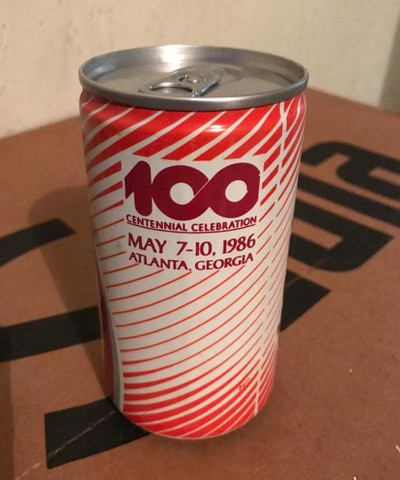 100
CENTENNIAL CELEBRATION
MAY 7-10, 1986
ATLANTA, GEORGIA